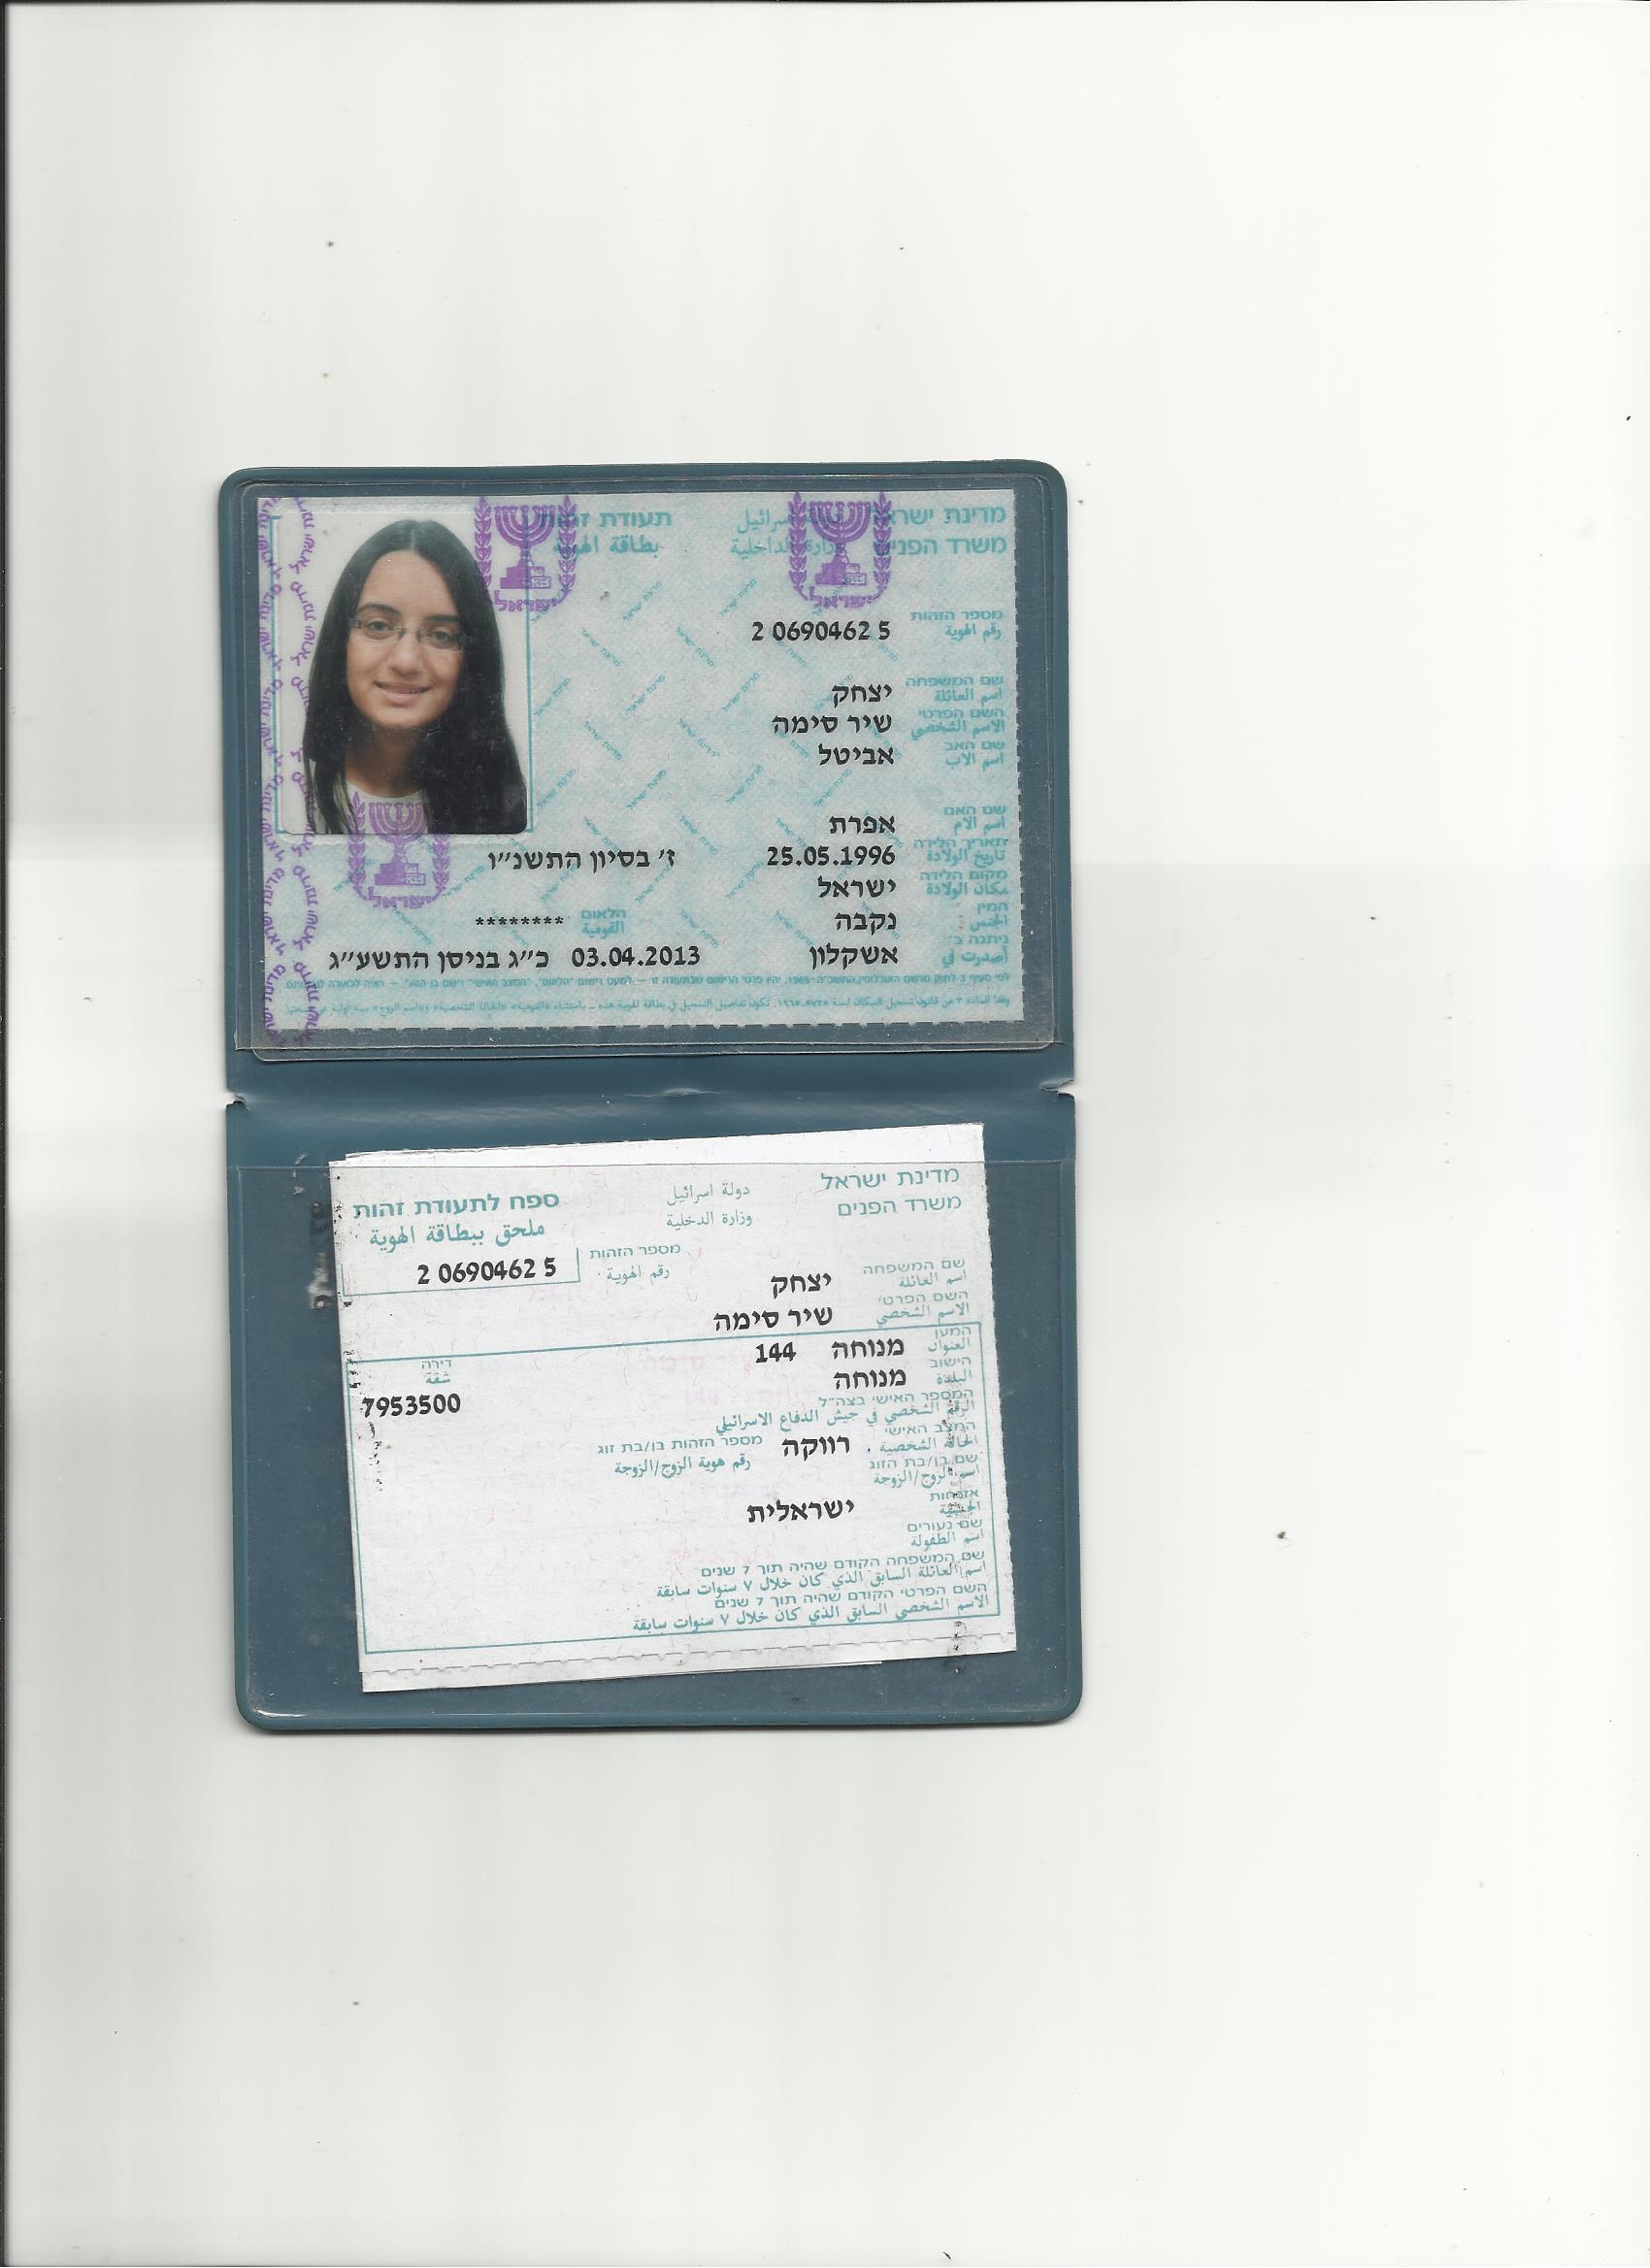 מדינת ישראל
دولة اسرائيل
תעודת זהות
משרד הפנים
وزارة الداخلية
بطاقة الهوية
ישראל
ישראל
מספר הזהות
رقم الهوية
2 0690462 5
שם המשפחה
اسم العائلة
יצחק
השם הפרטי
الاسم الشخصي
שיר סימה
שם האב
اسم الاب
אביטל
שם האם
اسم الام
אפרת
תאריך הלידה
تاريخ الولادة
25.05.1996 ז' בסיון התשנ"ו
מקום הלידה
مكان الولادة
ישראל
המין
الجنس
נקבה
הלאום
القومية
********
ניתנה ב־
أصدرت في
אשקלון
03.04.2013 כ"ג בניסן התשע"ג
ישראל
מדינת ישראל
دولة اسرائيل
ספח לתעודת זהות
משרד הפנים
وزارة الدخلية
ملحق ببطاقة الهوية
מספר הזהות
رقم الهوية
2 0690462 5
שם המשפחה
اسم العائلة
יצחק
השם הפרטי
الاسم الشخصي
שיר סימה
המען
العنوان
מנוחה 144
דירה
شقة
הישוב
البلدة
מנוחה
7953500
המספר האישי בצה"ל
الرقم الشخصي في جيش الدفاع الاسرائيلي
המצב האישי
الحالة الشخصية
רווקה
מספר הזהות בן/בת זוג
رقم هوية الزوج/الزوجة
שם בן/בת הזוג
اسم الزوج/الزوجة
אזרחות
الجنسية
ישראלית
שם נעורים
اسم الطفولة
שם המשפחה הקודם שהיה תוך 7 שנים
اسم العائلة السابق الذي كان خلال ٧ سنوات سابقة
השם הפרטי הקודם שהיה תוך 7 שנים
الاسم الشخصي السابق الذي كان خلال ٧ سنوات سابقة